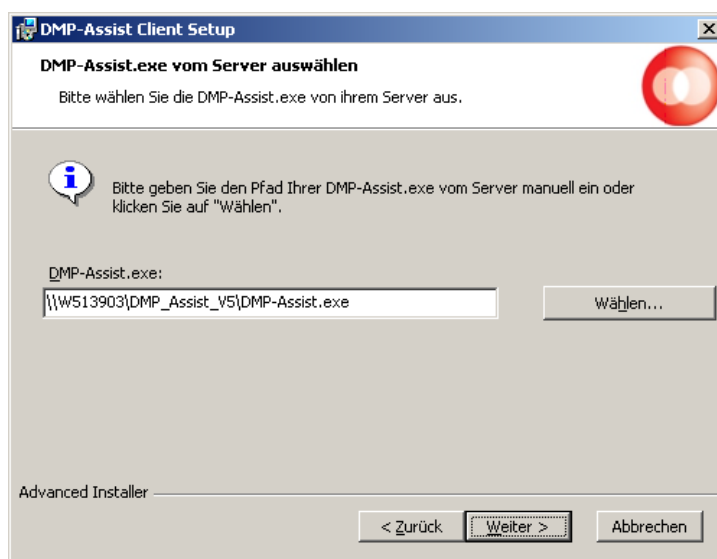 DMP-Assist Client Setup
DMP-Assist.exe vom Server auswählen
Bitte wählen Sie die DMP-Assist.exe von ihrem Server aus.
Bitte geben Sie den Pfad Ihrer DMP-Assist.exe vom Server manuell ein oder
klicken Sie auf "Wählen".
DMP-Assist.exe:
\\W513903\DMP_Assist_V5\DMP-Assist.exe
Wählen...
Advanced Installer
< Zurück
Weiter >
Abbrechen